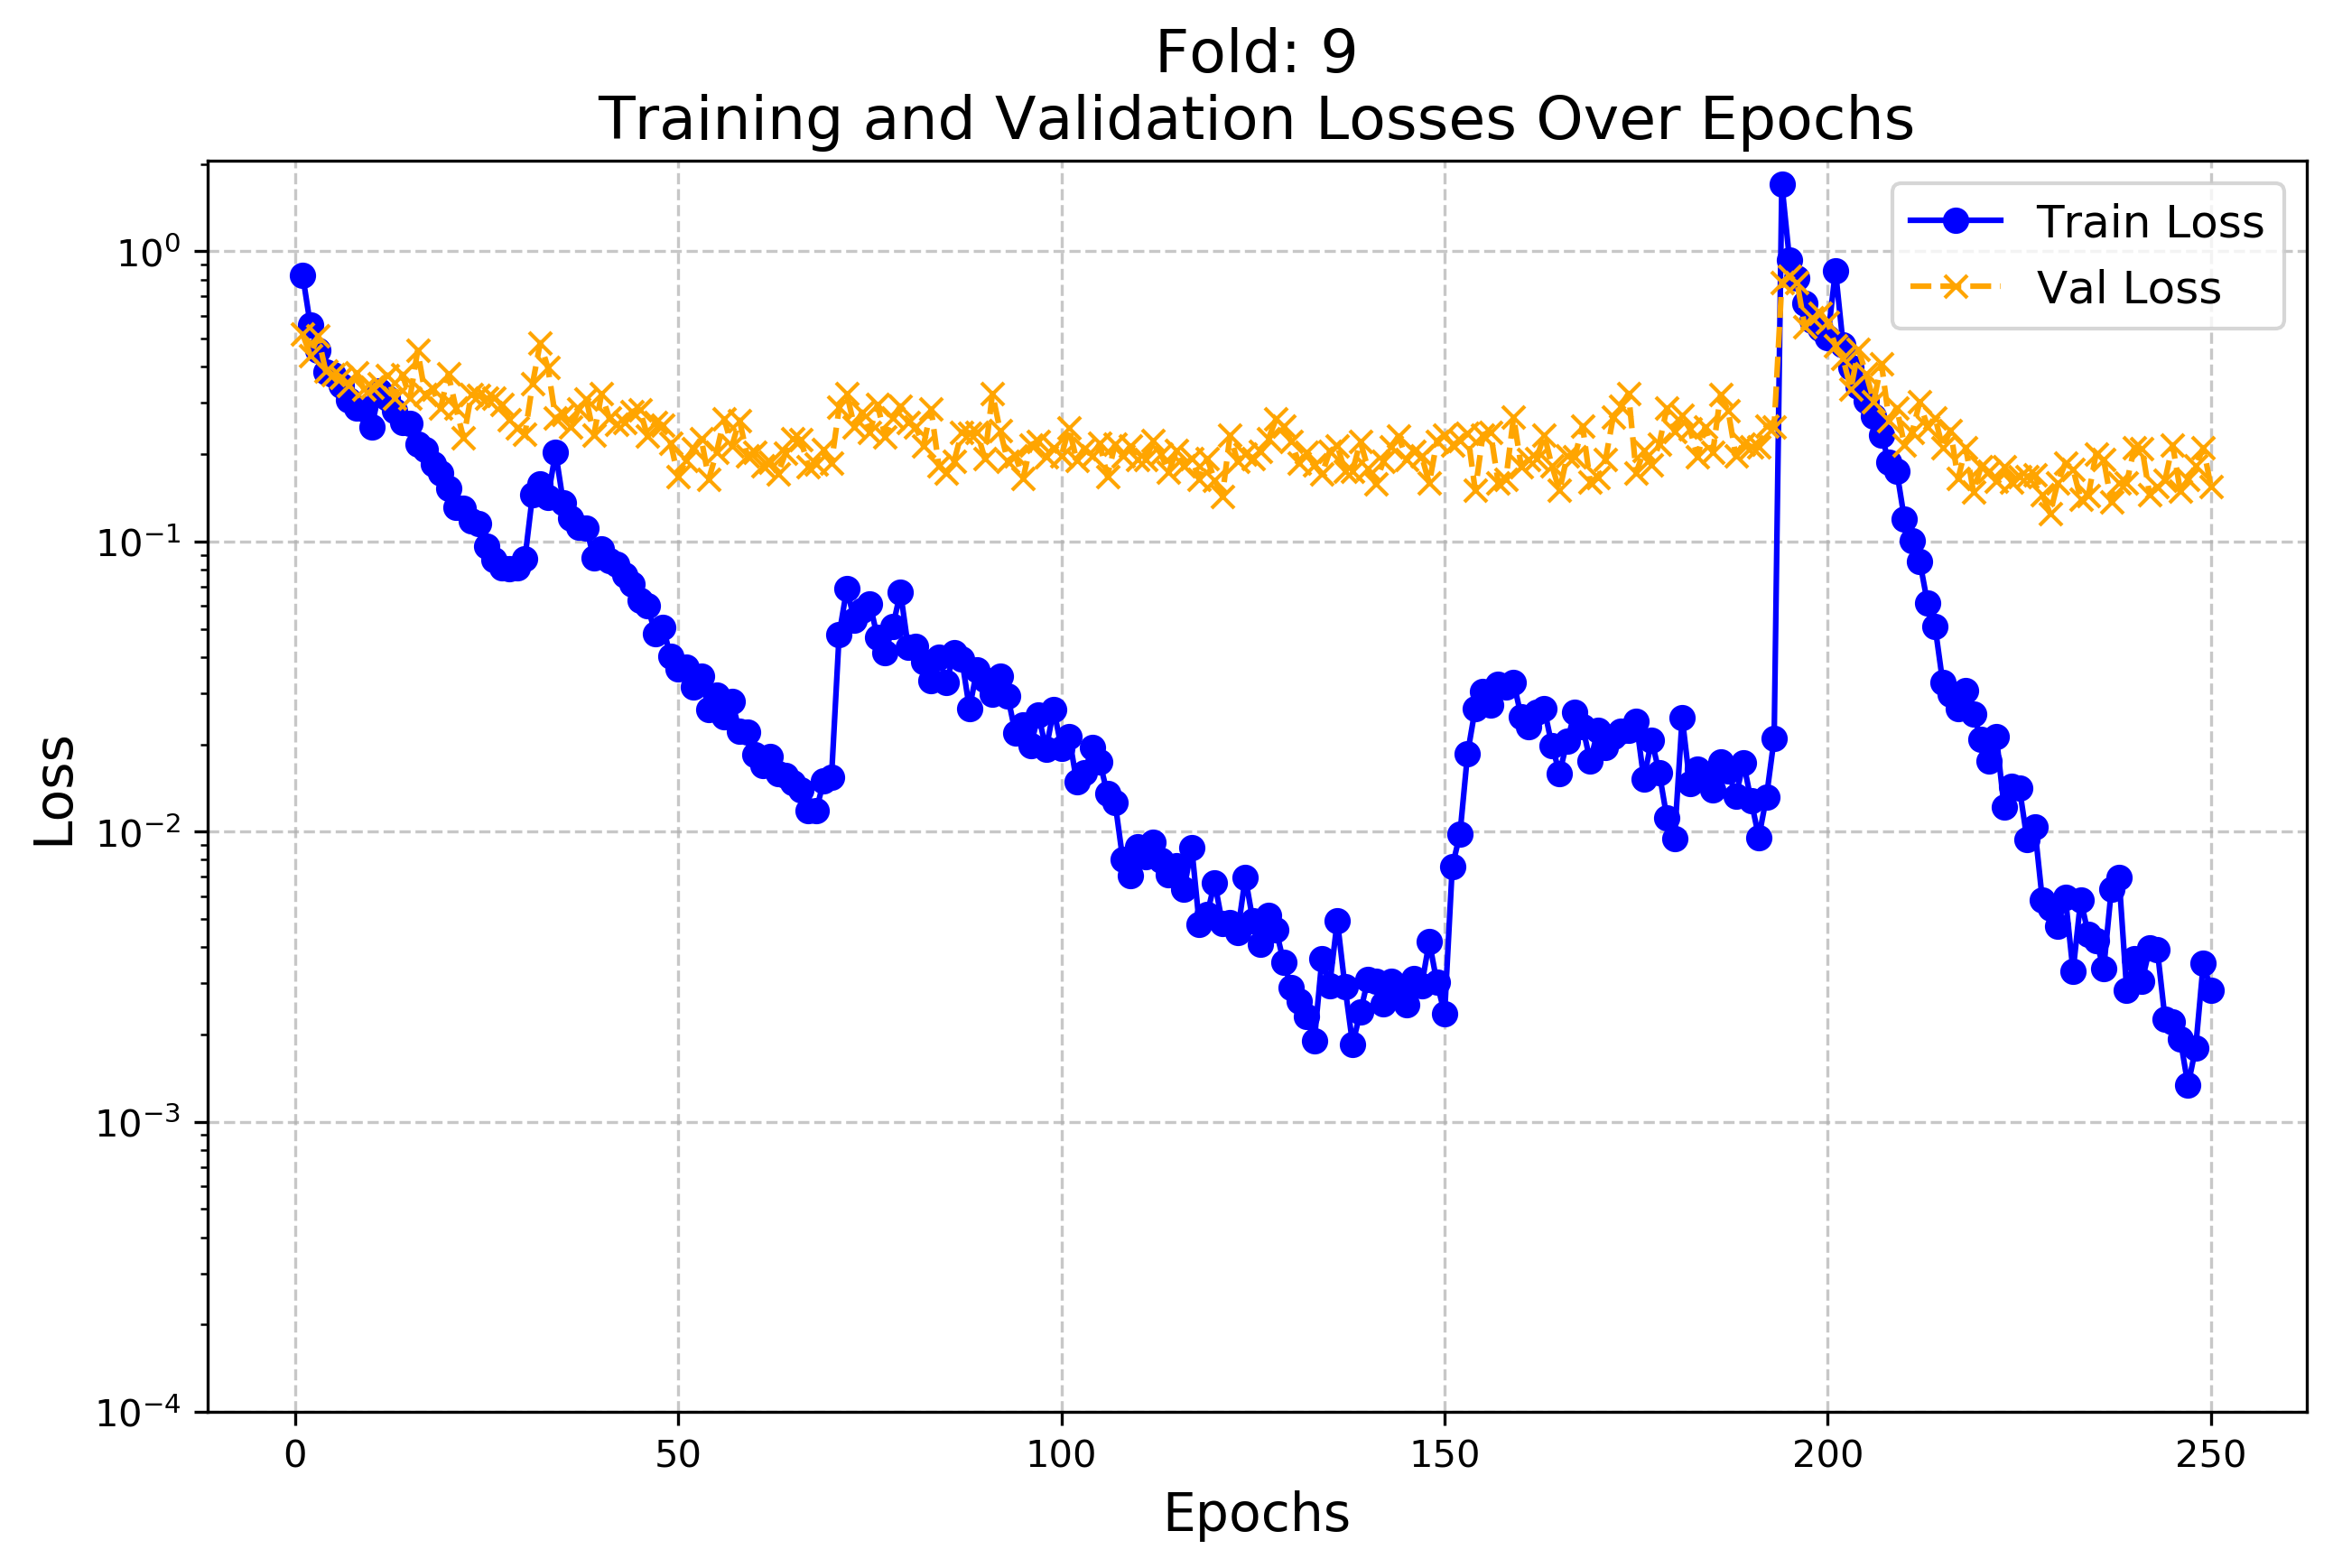 Fold: 9
Training and Validation Losses Over Epochs
Train Loss
Val Loss
10⁰
10⁻¹
10⁻²
10⁻³
10⁻⁴
Loss
0 50 100 150 200 250
Epochs